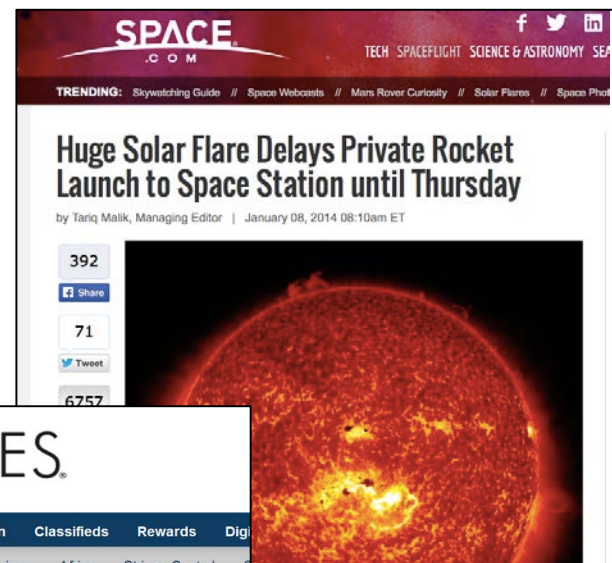 SPACE
.COM
TECH SPACEFLIGHT SCIENCE & ASTRONOMY
TRENDING: Skywatching Guide // Space Webcasts // Mars Rover Curiosity // Solar Flares // Space
Huge Solar Flare Delays Private Rocket
Launch to Space Station until Thursday
by Tariq Malik, Managing Editor | January 08, 2014 08:10am ET
392
f Share
71
Tweet
6757
ES
Classifieds Rewards